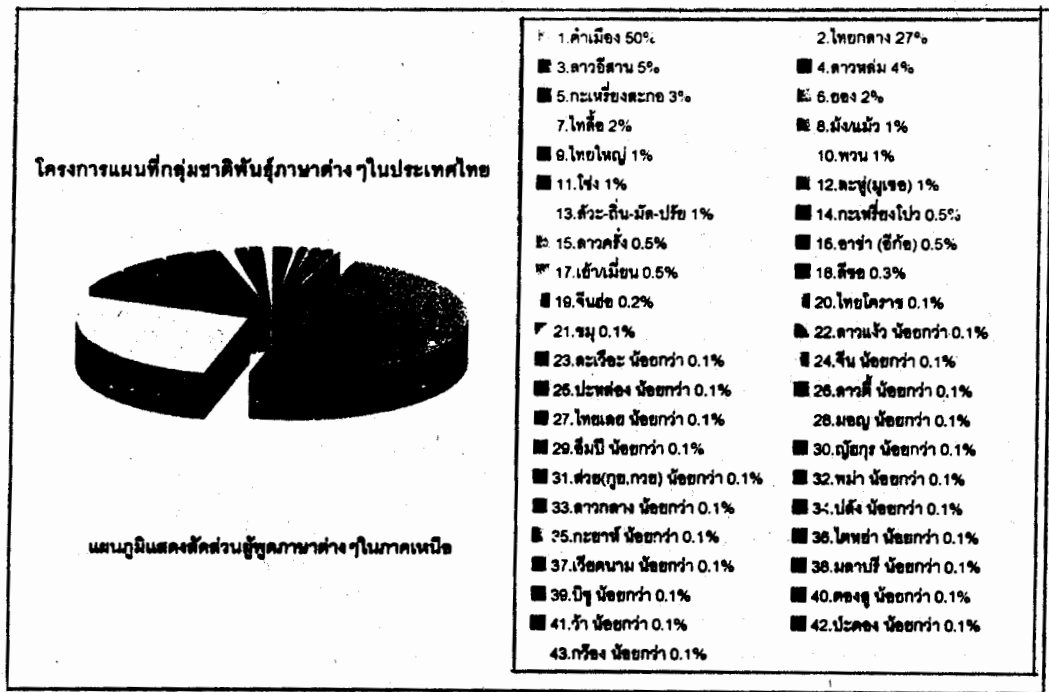 โครงการแผนที่กลุ่มชาติพันธุ์ภาษาต่าง ๆในประเทศไทย
แผนภูมิแสดงสัดส่วนผู้พูดภาษาต่าง ๆในภาคเหนือ
1.คำเมือง 50% 2.ไทยกลาง 27%
3.ลาวอีสาน 5% 4.ลาวหล่ม 4%
5.กะเหรี่ยงสะกอ 3% 6.ยอง 2%
7.ไทลื้อ 2% 8.ม้ง/แม้ว 1%
9.ไทยใหญ่ 1% 10.พวน 1%
11.โซ่ง 1% 12.ละหู่(มูเซอ) 1%
13.ลัวะ-ถิ่น-มัล-ปรัย 1% 14.กะเหรี่ยงโปว 0.5%
15.ลาวครั่ง 0.5% 16.อาข่า (อีก้อ) 0.5%
17.เย้า/เมี่ยน 0.5% 18.ลีซอ 0.3%
19.จีนฮ่อ 0.2% 20.ไทยโคราช 0.1%
21.ขมุ 0.1% 22.ลาวแง้ว น้อยกว่า 0.1%
23.ละเวือะ น้อยกว่า 0.1% 24.จีน น้อยกว่า 0.1%
25.ปะหล่อง น้อยกว่า 0.1% 26.ลาวตี้ น้อยกว่า 0.1%
27.ไทยเลย น้อยกว่า 0.1% 28.มอญ น้อยกว่า 0.1%
29.อึมปี น้อยกว่า 0.1% 30.ญัฮกุร น้อยกว่า 0.1%
31.ส่วย(กูย,กวย) น้อยกว่า 0.1% 32.พม่า น้อยกว่า 0.1%
33.ลาวกลาง น้อยกว่า 0.1% 34.ปลัง น้อยกว่า 0.1%
35.กะยาห์ น้อยกว่า 0.1% 36.ไตหย่า น้อยกว่า 0.1%
37.เวียดนาม น้อยกว่า 0.1% 38.มลาบรี น้อยกว่า 0.1%
39.บิซู น้อยกว่า 0.1% 40.ตองสู น้อยกว่า 0.1%
41.ว้า น้อยกว่า 0.1% 42.ปะดอง น้อยกว่า 0.1%
43.กร๊อง น้อยกว่า 0.1%